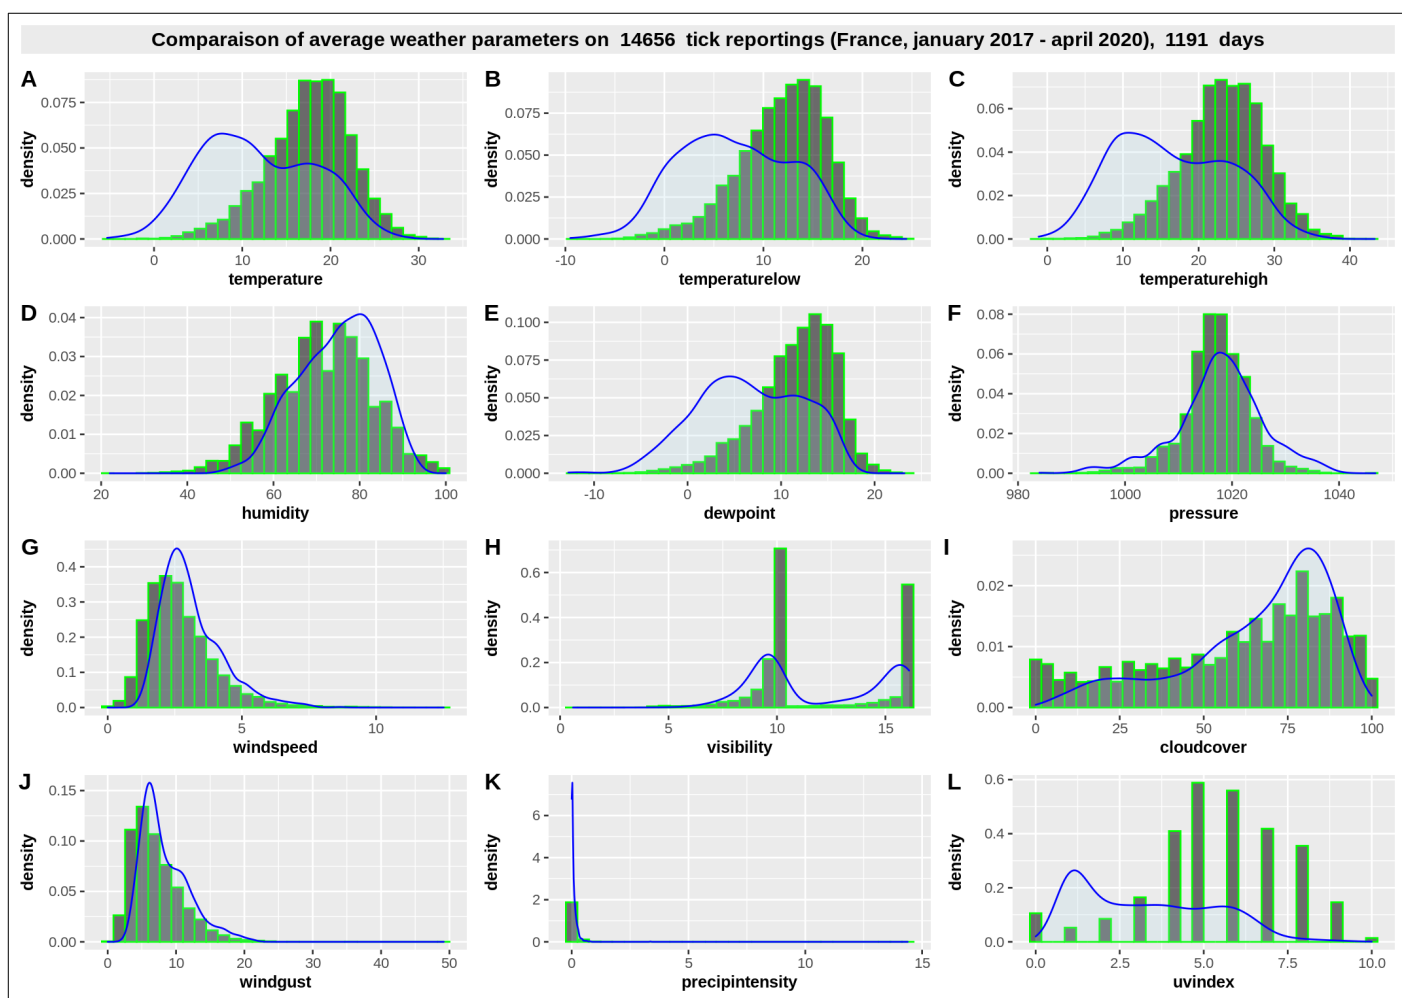 Comparaison of average weather parameters on 14656 tick reportings (France, january 2017 - april 2020), 1191 days
A
density
0.075
0.050
0.025
0.000
0 10 20 30
temperature
B
density
0.075
0.050
0.025
0.000
-10 0 10 20
temperaturelow
C
density
0.06
0.04
0.02
0.00
0 10 20 30 40
temperaturehigh
D
density
0.04
0.03
0.02
0.01
0.00
20 40 60 80 100
humidity
E
density
0.100
0.075
0.050
0.025
0.000
-10 0 10 20
dewpoint
F
density
0.08
0.06
0.04
0.02
0.00
980 1000 1020 1040
pressure
G
density
0.4
0.3
0.2
0.1
0.0
0 5 10
windspeed
H
density
0.6
0.4
0.2
0.0
0 5 10 15
visibility
I
density
0.02
0.01
0.00
0 25 50 75 100
cloudcover
J
density
0.15
0.10
0.05
0.00
0 10 20 30 40 50
windgust
K
density
6
4
2
0
0 5 10 15
precipintensity
L
density
0.6
0.4
0.2
0.0
0.0 2.5 5.0 7.5 10.0
uvindex